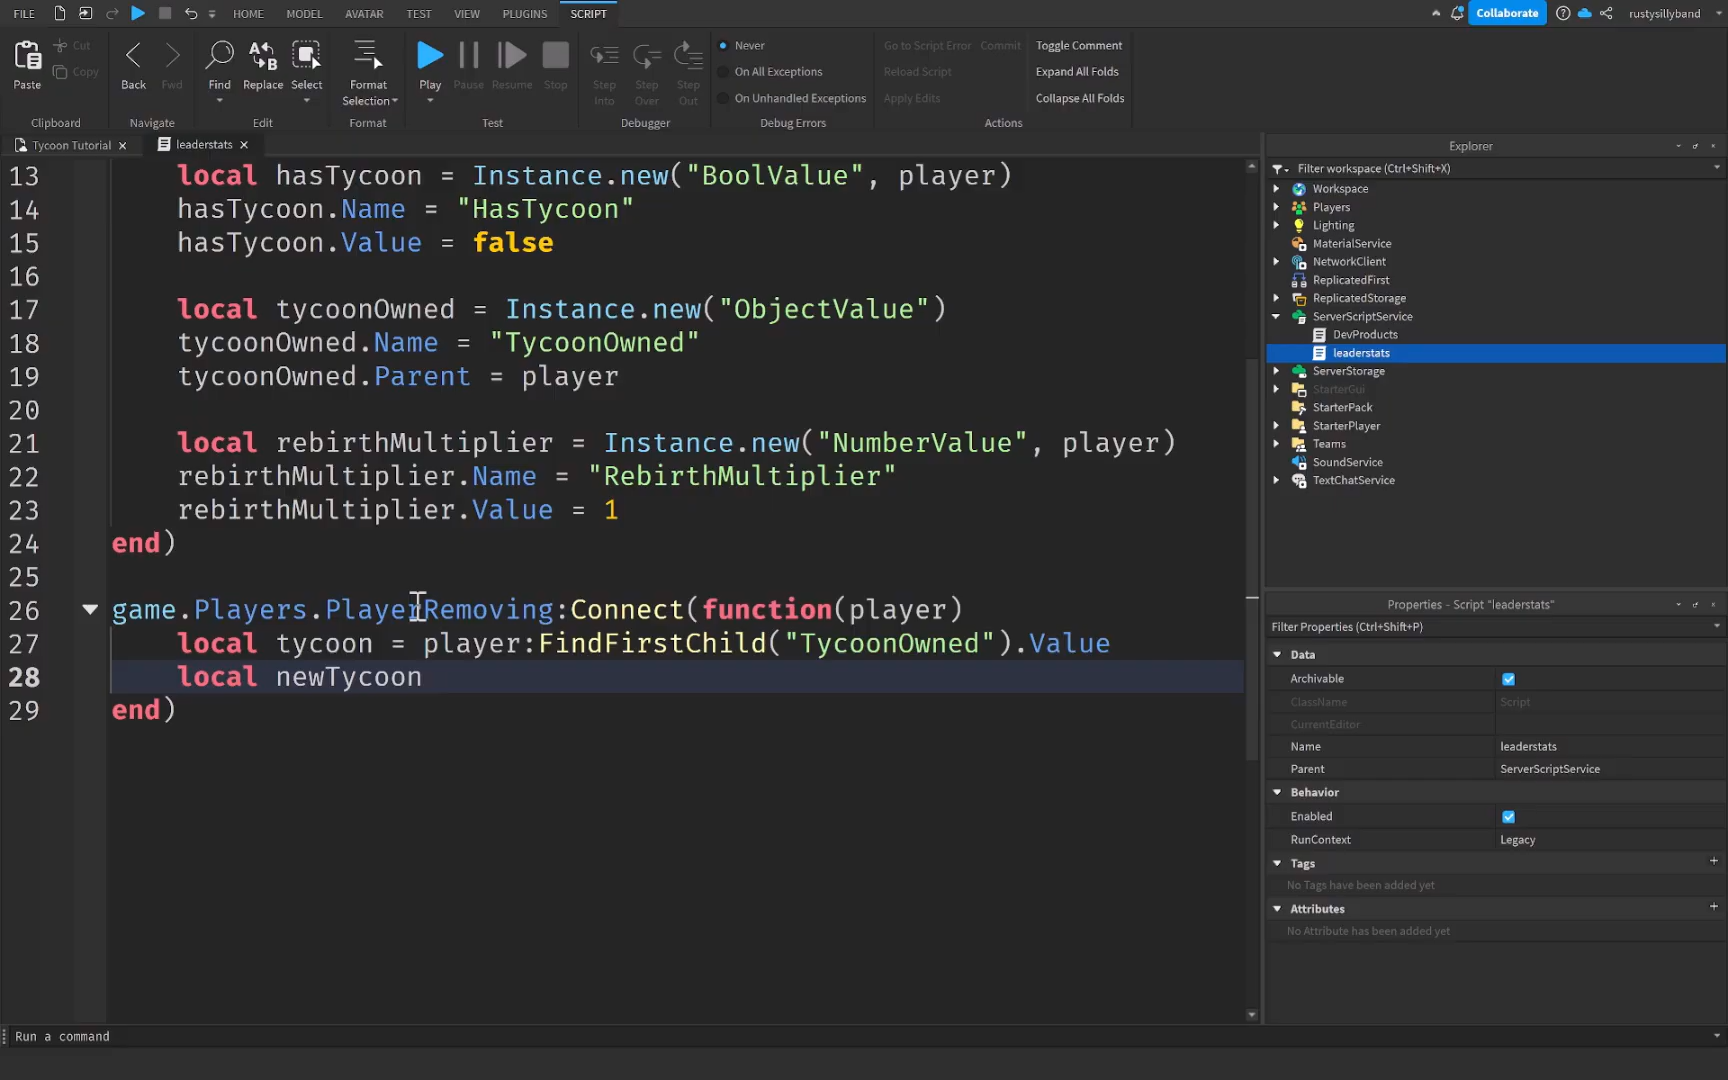 FILE HOME MODEL AVATAR TEST VIEW PLUGINS SCRIPT Collaborate rustysillyband
Paste Cut Copy Back Fwd Find Replace Select Format Selection Play Pause Resume Stop Step Into Step Over Step Out Never On All Exceptions On Unhandled Exceptions Go to Script Error Commit Reload Script Apply Edits Toggle Comment Expand All Folds Collapse All Folds
Clipboard Navigate Edit Format Test Debugger Debug Errors Actions
Tycoon Tutorial leaderstats
13 local hasTycoon = Instance.new("BoolValue", player)
14 hasTycoon.Name = "HasTycoon"
15 hasTycoon.Value = false
16
17 local tycoonOwned = Instance.new("ObjectValue")
18 tycoonOwned.Name = "TycoonOwned"
19 tycoonOwned.Parent = player
20
21 local rebirthMultiplier = Instance.new("NumberValue", player)
22 rebirthMultiplier.Name = "RebirthMultiplier"
23 rebirthMultiplier.Value = 1
24 end)
25
26 game.Players.PlayerRemoving:Connect(function(player)
27 local tycoon = player:FindFirstChild("TycoonOwned").Value
28 local newTycoon
29 end)
Explorer
Filter workspace (Ctrl+Shift+X)
Workspace
Players
Lighting
MaterialService
NetworkClient
ReplicatedFirst
ReplicatedStorage
ServerScriptService
DevProducts
leaderstats
ServerStorage
StarterGui
StarterPack
StarterPlayer
Teams
SoundService
TextChatService
Properties - Script "leaderstats"
Filter Properties (Ctrl+Shift+P)
Data
Archivable
ClassName Script
CurrentEditor
Name leaderstats
Parent ServerScriptService
Behavior
Enabled
RunContext Legacy
Tags
No Tags have been added yet
Attributes
No Attribute has been added yet
Run a command